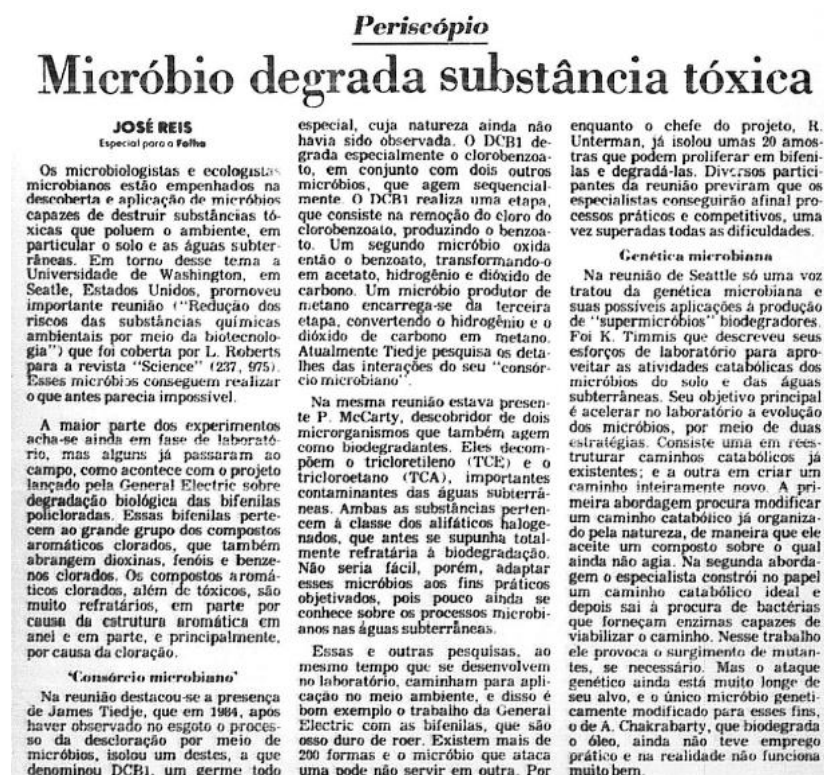 Periscópio
Micróbio degrada substância tóxica
JOSÉ REIS
Especial para a Folha
Os microbiologistas e ecologistas
microbianos estão empenhados na
descoberta e aplicação de micróbios
capazes de destruir substâncias tó-
xicas que poluem o ambiente, em
particular o solo e as águas subter-
râneas. Em torno desse tema a
Universidade de Washington, em
Seatle, Estados Unidos, promoveu
importante reunião ("Redução dos
riscos das substâncias químicas
ambientais por meio da biotecnolo-
gia") que foi coberta por L. Roberts
para a revista "Science" (237, 975).
Esses micróbios conseguem realizar
o que antes parecia impossível.
A maior parte dos experimentos
acha-se ainda em fase de laborató-
rio, mas alguns já passaram ao
campo, como acontece com o projeto
lançado pela General Electric sobre
degradação biológica das bifenilas
policloradas. Essas bifenilas perte-
cem ao grande grupo dos compostos
aromáticos clorados, que também
abrangem dioxinas, fenóis e benze-
nos clorados. Os compostos aromá-
ticos clorados, além de tóxicos, são
muito refratários, em parte por
causa da estrutura aromática em
anel e em parte, e principalmente,
por causa da cloração.
'Consórcio microbiano'
Na reunião destacou-se a presença
de James Tiedje, que em 1984, após
haver observado no esgoto o proces-
so da descloração por meio de
micróbios, isolou um destes, a que
denominou DCB1, um germe todo
especial, cuja natureza ainda não
havia sido observada. O DCB1 de-
grada especialmente o clorobenzoa-
to, em conjunto com dois outros
micróbios, que agem sequencial-
mente. O DCB1 realiza uma etapa,
que consiste na remoção do cloro do
clorobenzoato, produzindo o benzoa-
to. Um segundo micróbio oxida
então o benzoato, transformando-o
em acetato, hidrogênio e dióxido de
carbono. Um micróbio produtor de
metano encarrega-se da terceira
etapa, convertendo o hidrogênio e o
dióxido de carbono em metano.
Atualmente Tiedje pesquisa os deta-
lhes das interações do seu "consór-
cio microbiano".
Na mesma reunião estava presen-
te P. McCarty, descobridor de dois
microrganismos que também agem
como biodegradantes. Eles decom-
põem o tricloretileno (TCE) e o
tricloroetano (TCA), importantes
contaminantes das águas subterrâ-
neas. Ambas as substâncias perten-
cem à classe dos alifáticos haloge-
nados, que antes se supunha total-
mente refratária à biodegradação.
Não seria fácil, porém, adaptar
esses micróbios aos fins práticos
objetivados, pois pouco ainda se
conhece sobre os processos microbi-
anos nas águas subterrâneas.
Essas e outras pesquisas, ao
mesmo tempo que se desenvolvem
no laboratório, caminham para apli-
cação no meio ambiente, e disso é
bom exemplo o trabalho da General
Electric com as bifenilas, que são
osso duro de roer. Existem mais de
200 formas e o micróbio que ataca
uma pode não servir em outra. Por
enquanto o chefe do projeto, R.
Unterman, já isolou umas 20 amos-
tras que podem proliferar em bifeni-
las e degradá-las. Diversos partici-
pantes da reunião previram que os
especialistas conseguirão afinal pro-
cessos práticos e competitivos, uma
vez superadas todas as dificuldades.
Genética microbiana
Na reunião de Seattle só uma voz
tratou da genética microbiana e
suas possíveis aplicações à produção
de "supermicróbios" biodegradores.
Foi K. Timmis que descreveu seus
esforços de laboratório para apro-
veitar as atividades catabólicas dos
micróbios do solo e das águas
subterrâneas. Seu objetivo principal
é acelerar no laboratório a evolução
dos micróbios, por meio de duas
estratégias. Consiste uma em rees-
truturar caminhos catabólicos já
existentes; e a outra em criar um
caminho inteiramente novo. A pri-
meira abordagem procura modificar
um caminho catabólico já organiza-
do pela natureza, de maneira que ele
aceite um composto sobre o qual
ainda não agia. Na segunda aborda-
gem o especialista constrói no papel
um caminho catabólico ideal e
depois sai à procura de bactérias
que forneçam enzimas capazes de
viabilizar o caminho. Nesse trabalho
ele provoca o surgimento de mutan-
tes, se necessário. Mas o ataque
genético ainda está muito longe de
seu alvo, e o único micróbio geneti-
camente modificado para esses fins,
o de A. Chakrabarty, que biodegrada
o óleo, ainda não teve emprego
prático e na realidade não funciona
muito bem.